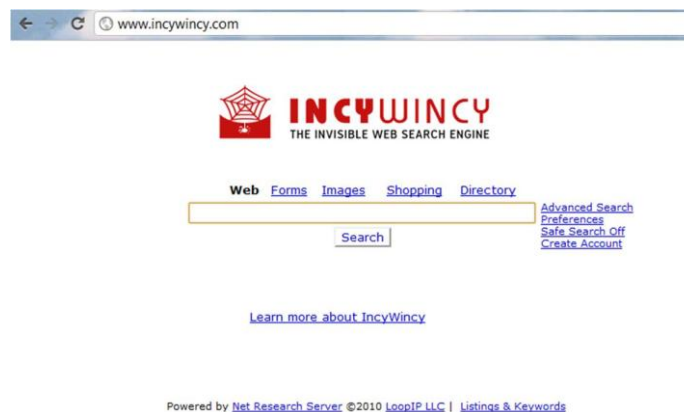 www.incywincy.com
INCYWINCY
THE INVISIBLE WEB SEARCH ENGINE
Web Forms Images Shopping Directory
Advanced Search
Preferences
Search
Safe Search Off
Create Account
Learn more about IncyWincy
Powered by Net Research Server ©2010 LoopIP LLC | Listings & Keywords